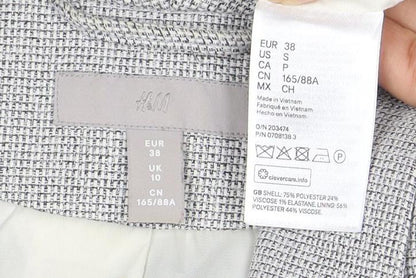 H&M
EUR
38
UK
10
CN
165/88A
EUR 38
US S
CA P
CN 165/88A
MX CH
Made in Vietnam
Fabriqué en Vietnam
Hecho en Vietnam
O/N 203474
P/N 0708138 3
P
clevercare.info
GB SHELL: 75% POLYESTER 24%
VISCOSE 1% ELASTANE, LINING 56%
POLYESTER 44% VISCOSE.